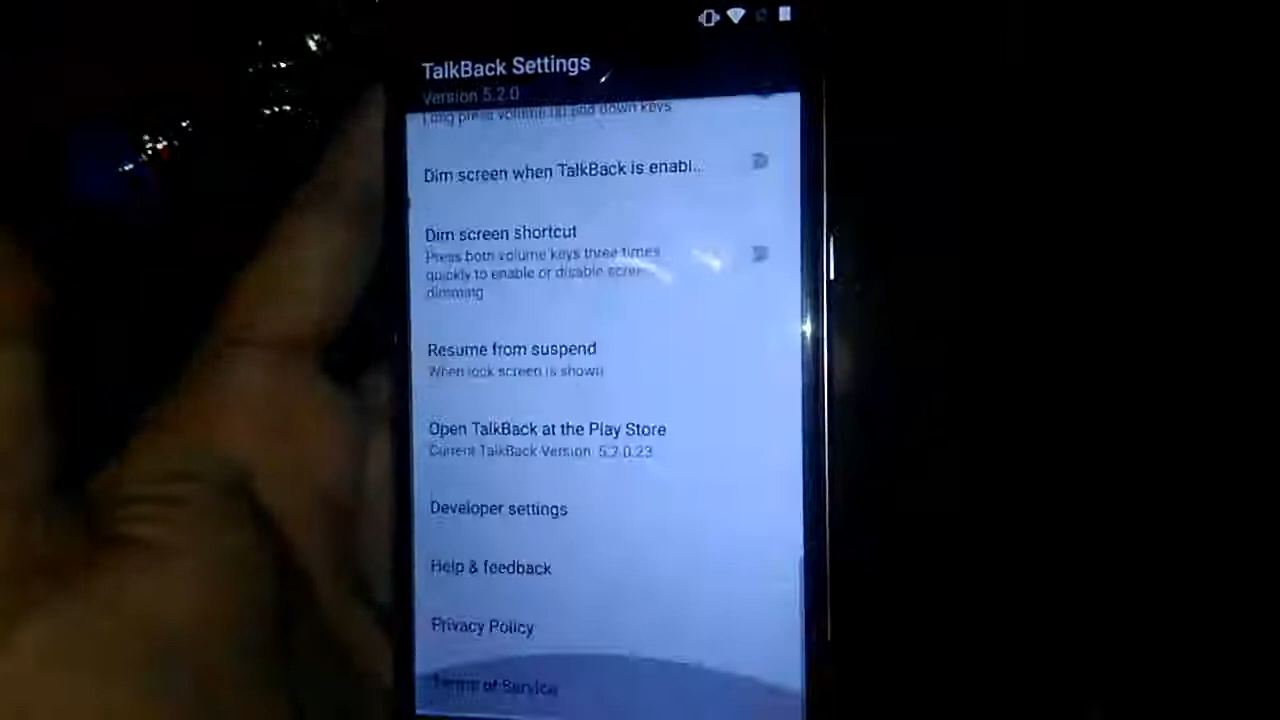 TalkBack Settings
Version 5.2.0
Long press volume up and down keys
Dim screen when TalkBack is enabl..
Dim screen shortcut
Press both volume keys three times
quickly to enable or disable screen
dimming
Resume from suspend
When lock screen is shown
Open TalkBack at the Play Store
Current TalkBack Version: 5.2.0.23
Developer settings
Help & feedback
Privacy Policy
Terms of Service